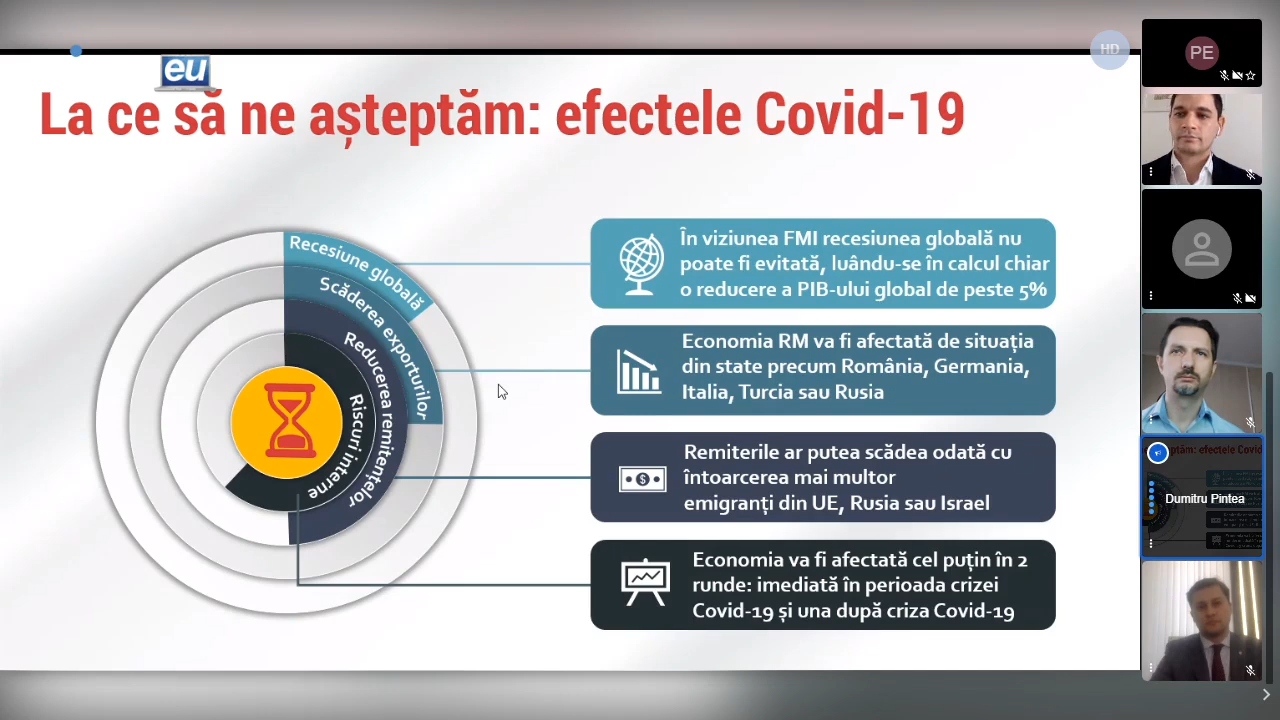 HD
PE
eu
La ce să ne așteptăm: efectele Covid-19
Recesiune globală
Scăderea exporturilor
Reducerea remitențelor
Riscuri interne
În viziunea FMI recesiunea globală nu
poate fi evitată, luându-se în calcul chiar
o reducere a PIB-ului global de peste 5%
Economia RM va fi afectată de situația
din state precum România, Germania,
Italia, Turcia sau Rusia
Remiterile ar putea scădea odată cu
întoarcerea mai multor
emigranți din UE, Rusia sau Israel
Economia va fi afectată cel puțin în 2
runde: imediată în perioada crizei
Covid-19 și una după criza Covid-19
șteptăm: efectele Covid
Dumitru Pintea